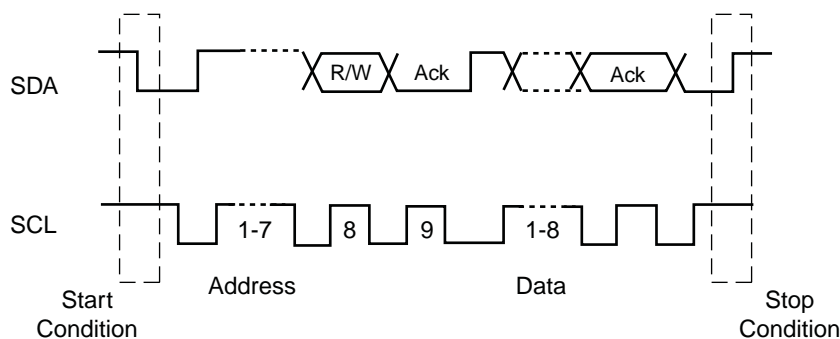 SDA
R/W
Ack
Ack
SCL
1-7
8
9
1-8
Address
Data
Start
Condition
Stop
Condition